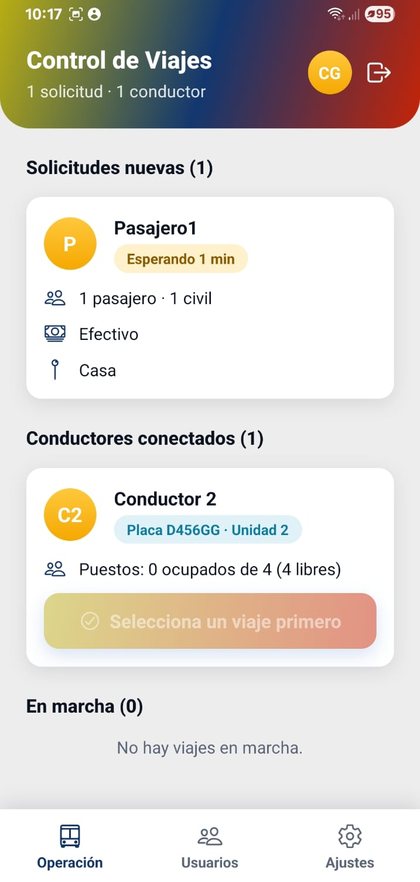 10:17
95
Control de Viajes
1 solicitud · 1 conductor
CG
Solicitudes nuevas (1)
P
Pasajero1
Esperando 1 min
1 pasajero · 1 civil
Efectivo
Casa
Conductores conectados (1)
C2
Conductor 2
Placa D456GG · Unidad 2
Puestos: 0 ocupados de 4 (4 libres)
Selecciona un viaje primero
En marcha (0)
No hay viajes en marcha.
Operación
Usuarios
Ajustes